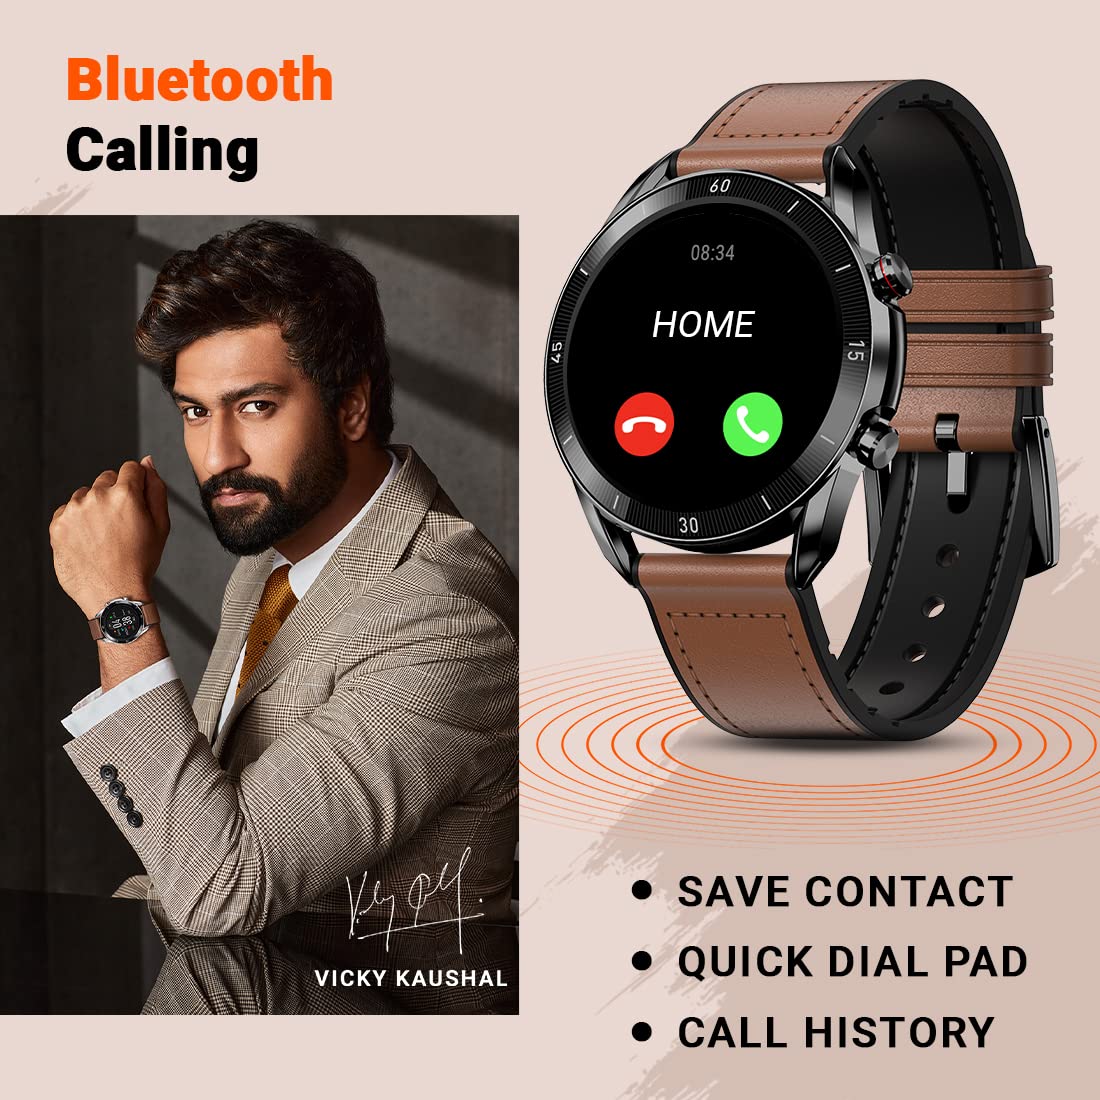 Bluetooth
Calling
60
08:34
HOME
45
15
30
VICKY KAUSHAL
• SAVE CONTACT
• QUICK DIAL PAD
• CALL HISTORY